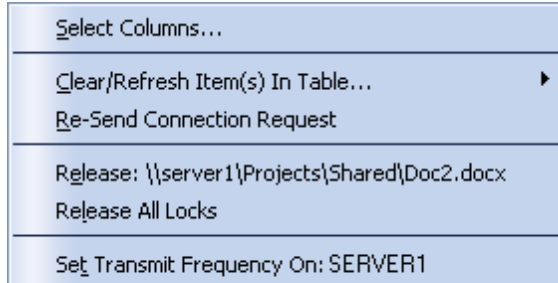 Select Columns...
Clear/Refresh Item(s) In Table...
Re-Send Connection Request
Release: \\server1\Projects\Shared\Doc2.docx
Release All Locks
Set Transmit Frequency On: SERVER1